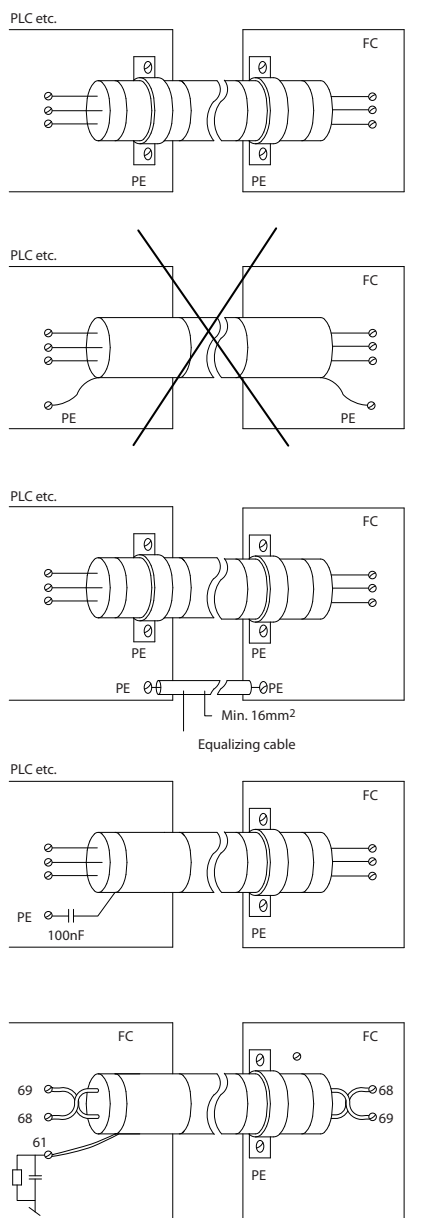 PLC etc.
FC
PE PE
PLC etc.
FC
PE PE
PLC etc.
FC
PE PE
PE PE
Min. 16mm²
Equalizing cable
PLC etc.
FC
PE
100nF
PE
FC FC
69 68
68 69
61
PE